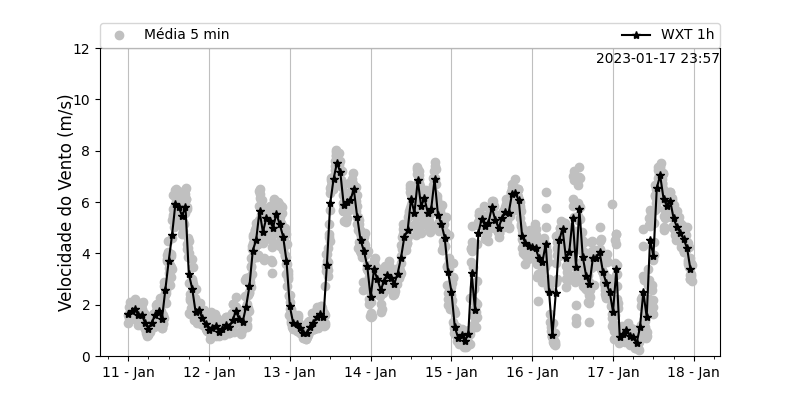 Média 5 min
WXT 1h
2023-01-17 23:57
Velocidade do Vento (m/s)
12
10
8
6
4
2
0
11 - Jan 12 - Jan 13 - Jan 14 - Jan 15 - Jan 16 - Jan 17 - Jan 18 - Jan